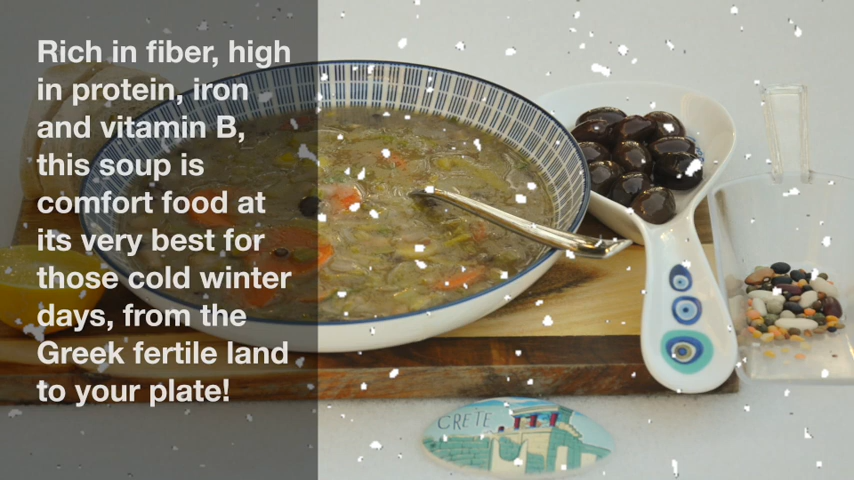 Rich in fiber, high
in protein, iron
and vitamin B,
this soup is
comfort food at
its very best for
those cold winter
days, from the
Greek fertile land
to your plate!
CRETE